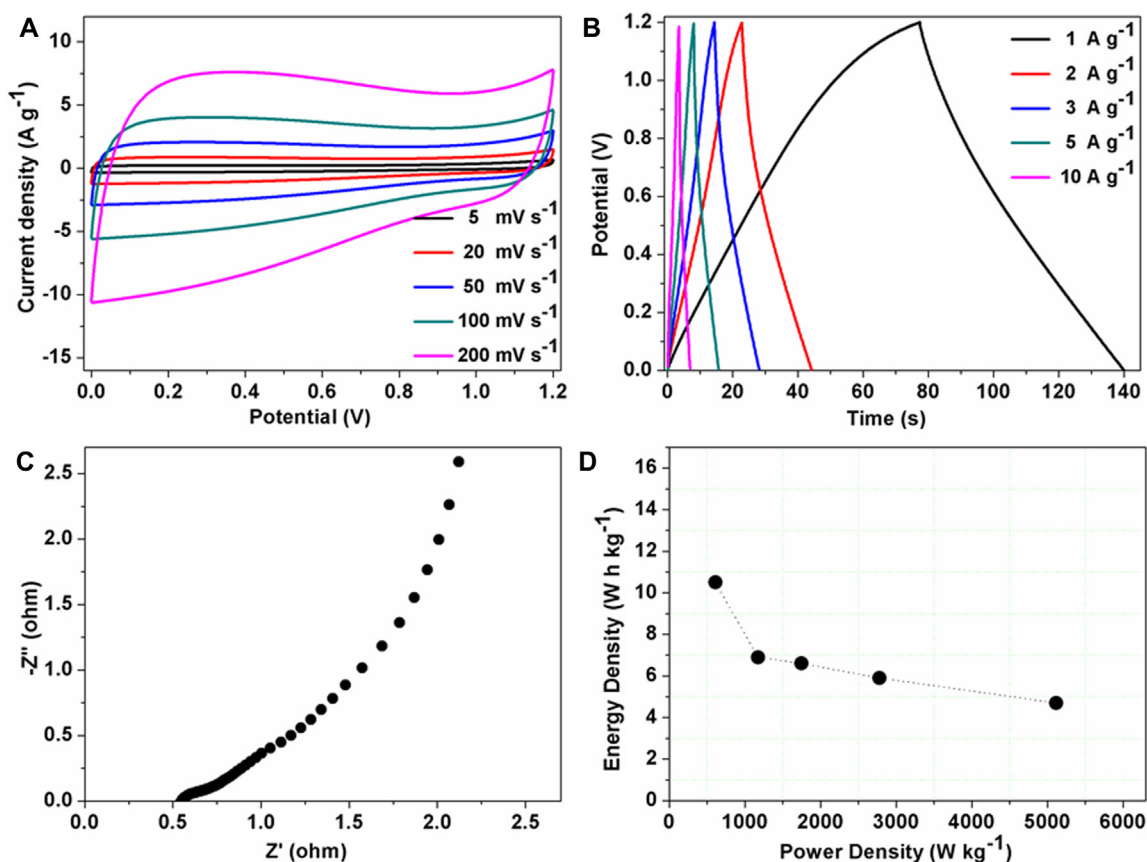 A
Current density (A g⁻¹)
10
5
0
-5
-10
-15
0.0 0.2 0.4 0.6 0.8 1.0 1.2
Potential (V)
5 mV s⁻¹
20 mV s⁻¹
50 mV s⁻¹
100 mV s⁻¹
200 mV s⁻¹
B
Potential (V)
1.2
1.0
0.8
0.6
0.4
0.2
0.0
0 20 40 60 80 100 120 140
Time (s)
1 A g⁻¹
2 A g⁻¹
3 A g⁻¹
5 A g⁻¹
10 A g⁻¹
C
-Z'' (ohm)
2.5
2.0
1.5
1.0
0.5
0.0
0.0 0.5 1.0 1.5 2.0 2.5
Z' (ohm)
D
Energy Density (W h kg⁻¹)
16
14
12
10
8
6
4
2
0
0 1000 2000 3000 4000 5000 6000
Power Density (W kg⁻¹)